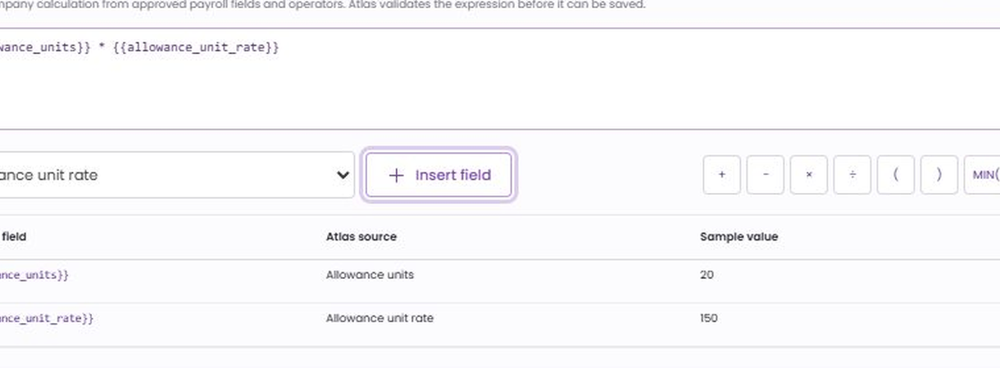 mpany calculation from approved payroll fields and operators. Atlas validates the expression before it can be saved.
wance_units}} * {{allowance_unit_rate}}
ance unit rate
+ Insert field
+ - × ÷ ( ) MIN(
field Atlas source Sample value
ance_units}} Allowance units 20
ance_unit_rate}} Allowance unit rate 150